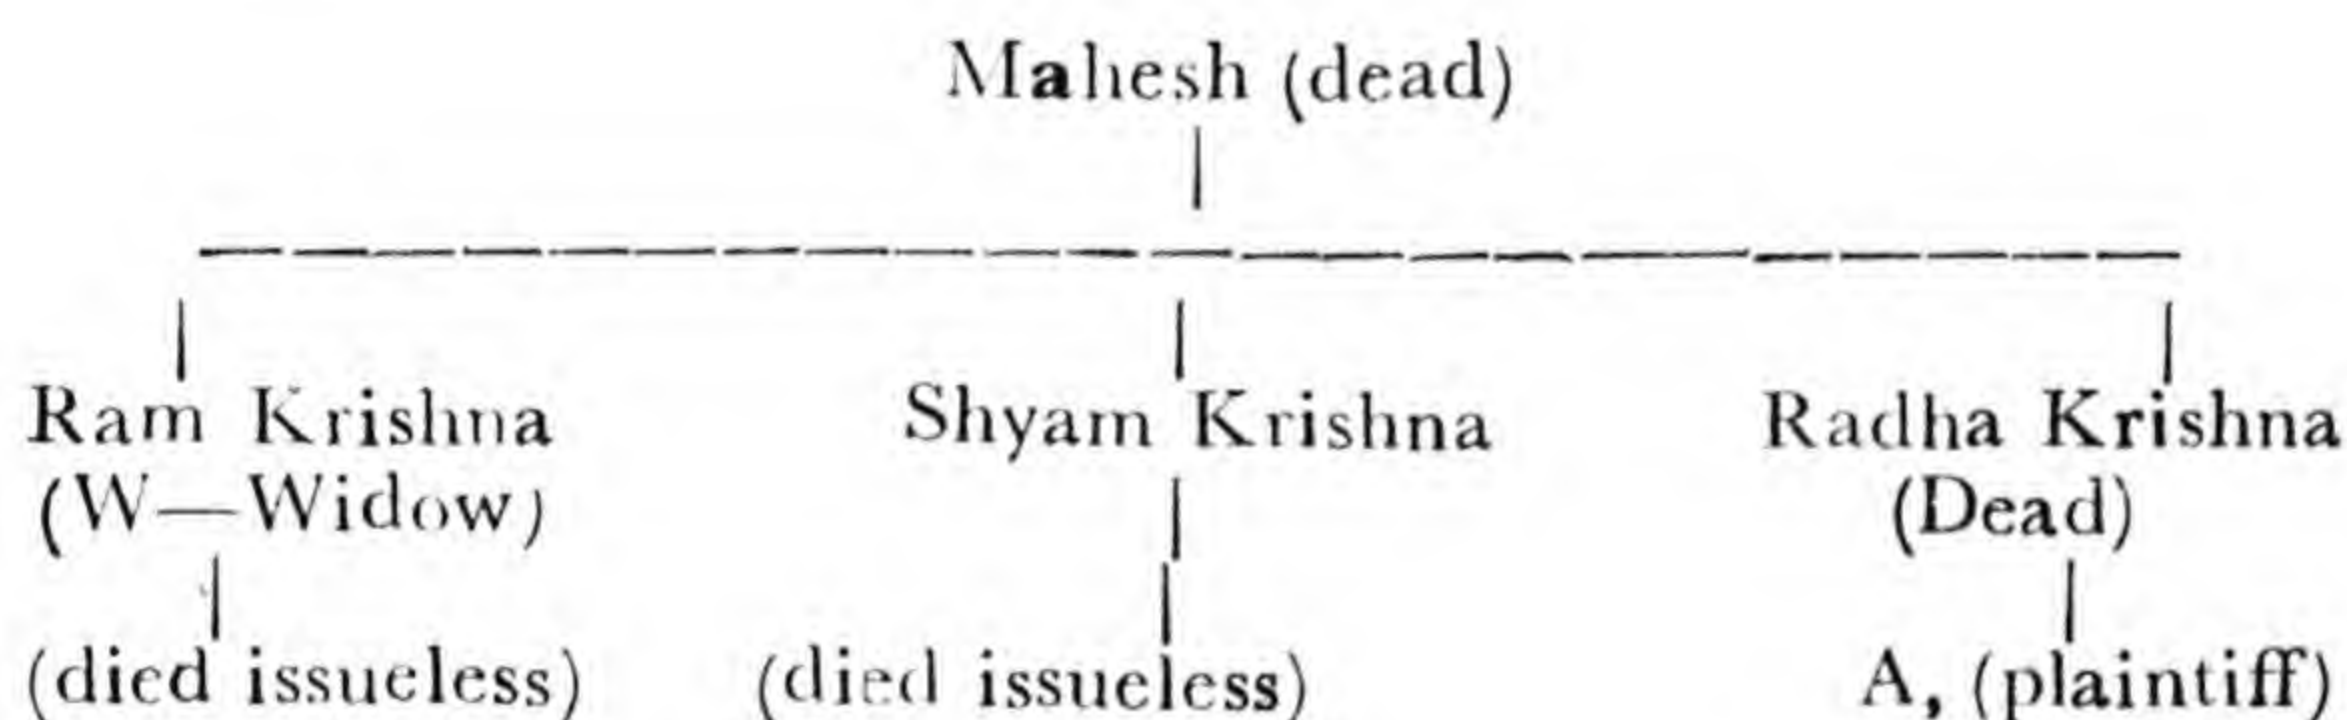 Mahesh (dead)
Ram Krishna Shyam Krishna Radha Krishna
(W—Widow) (Dead)
(died issueless) (died issueless) A, (plaintiff)